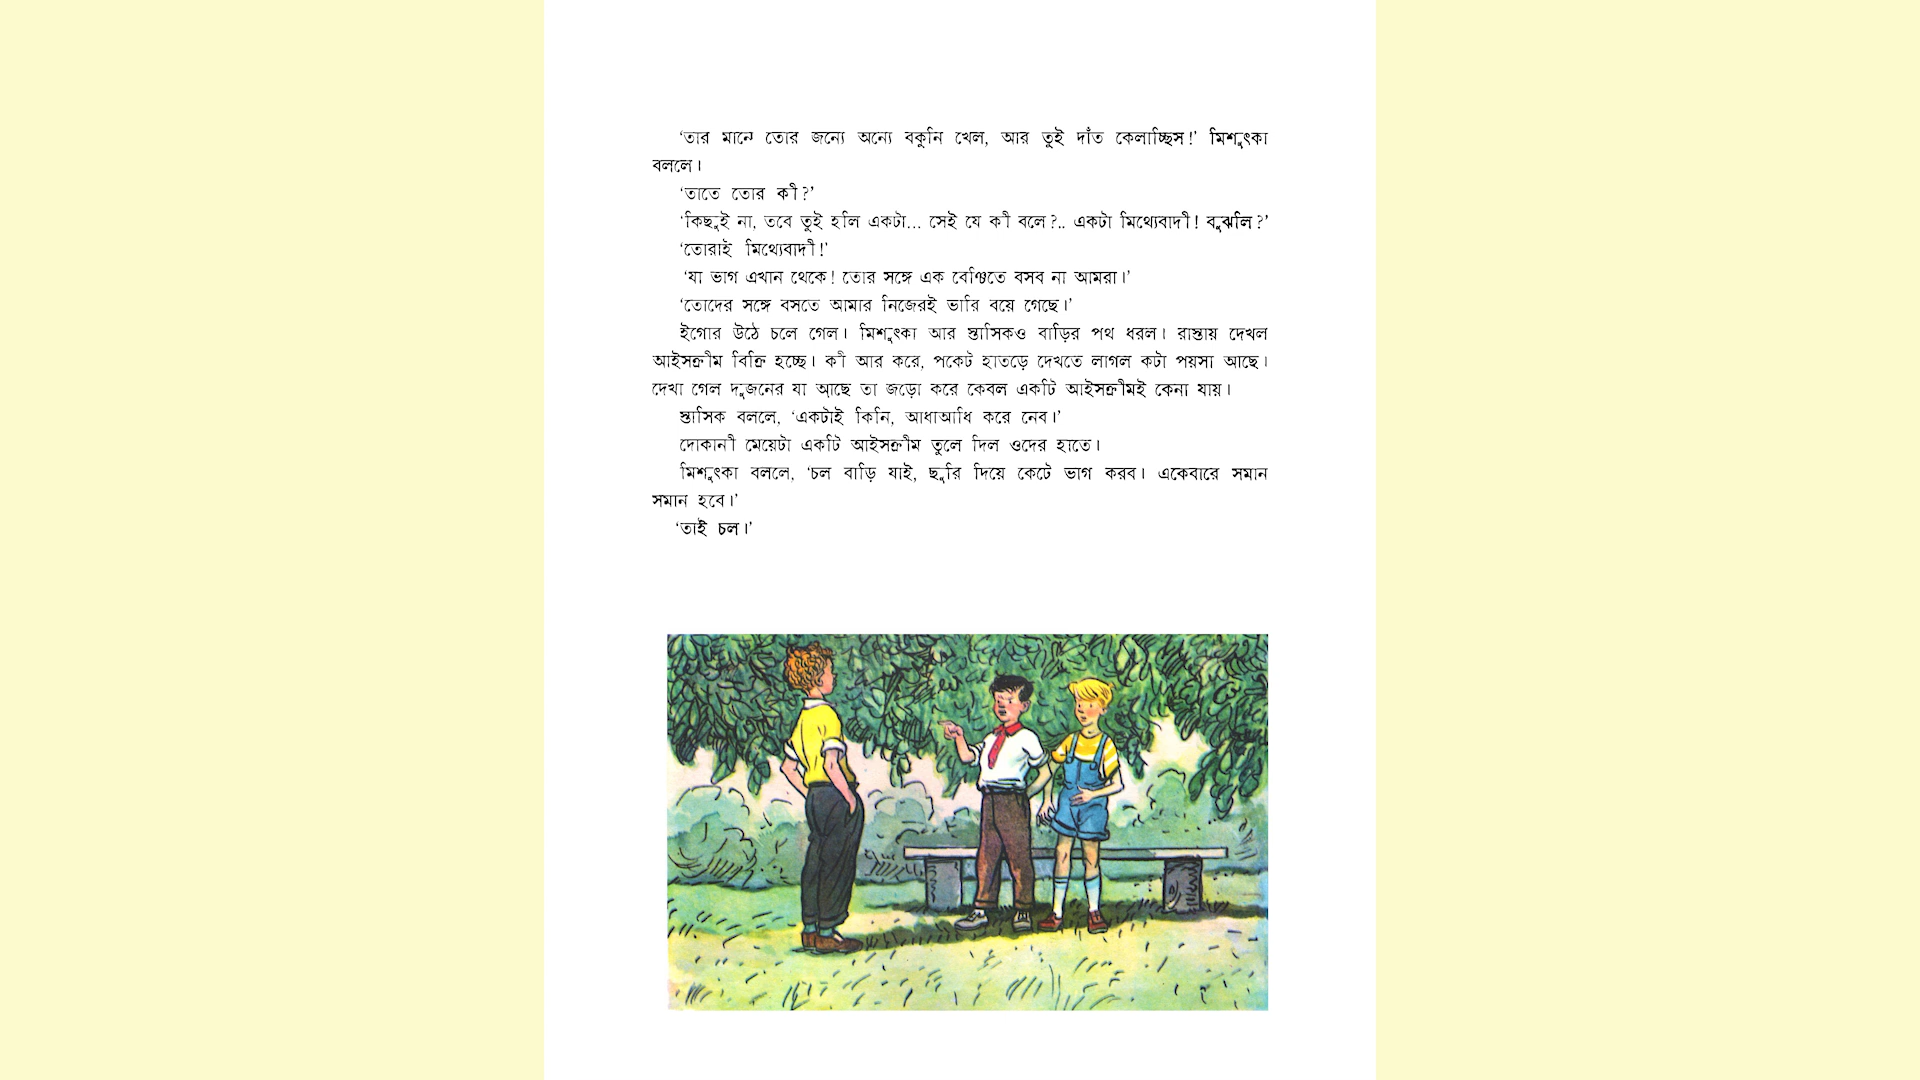 ‘তার মানে তোর জন্যে অন্যে বকুনি খেল, আর তুই দাঁত কেলাচ্ছিস!’ মিশুৎকা
বললে।
‘তাতে তোর কী?’
‘কিছুই না, তবে তুই হলি একটা... সেই যে কী বলে?.. একটা মিথ্যেবাদী! বুঝলি?’
‘তোরাই মিথ্যেবাদী!’
‘যা ভাগ এখান থেকে! তোর সঙ্গে এক বেঞ্চিতে বসব না আমরা।’
‘তোদের সঙ্গে বসতে আমার নিজেরই ভারি বয়ে গেছে।’
ইগোর উঠে চলে গেল। মিশুৎকা আর স্তাসিকও বাড়ির পথ ধরল। রাস্তায় দেখল
আইসক্রীম বিক্রি হচ্ছে। কী আর করে, পকেট হাতড়ে দেখতে লাগল কটা পয়সা আছে।
দেখা গেল দুজনের যা আছে তা জড়ো করে কেবল একটি আইসক্রীমই কেনা যায়।
স্তাসিক বললে, ‘একটাই কিনি, আধাআধি করে নেব।’
দোকানী মেয়েটা একটি আইসক্রীম তুলে দিল ওদের হাতে।
মিশুৎকা বললে, ‘চল বাড়ি যাই, ছুরি দিয়ে কেটে ভাগ করব। একেবারে সমান
সমান হবে।’
‘তাই চল।’